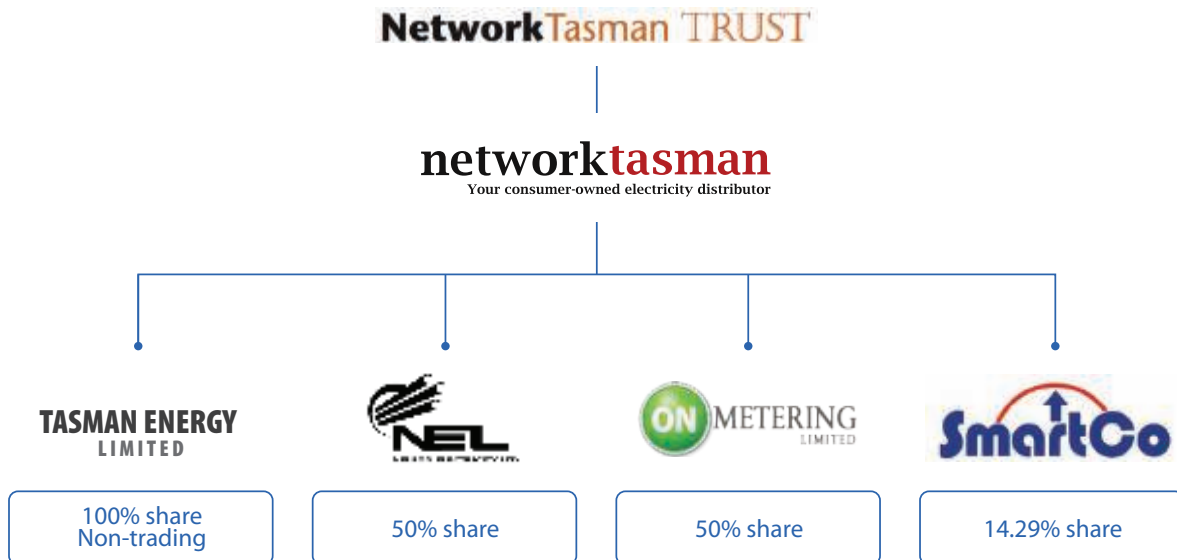 NetworkTasman TRUST
networktasman
Your consumer-owned electricity distributor
TASMAN ENERGY
LIMITED
NEL
ON METERING
LIMITED
SmartCo
100% share
Non-trading
50% share
50% share
14.29% share